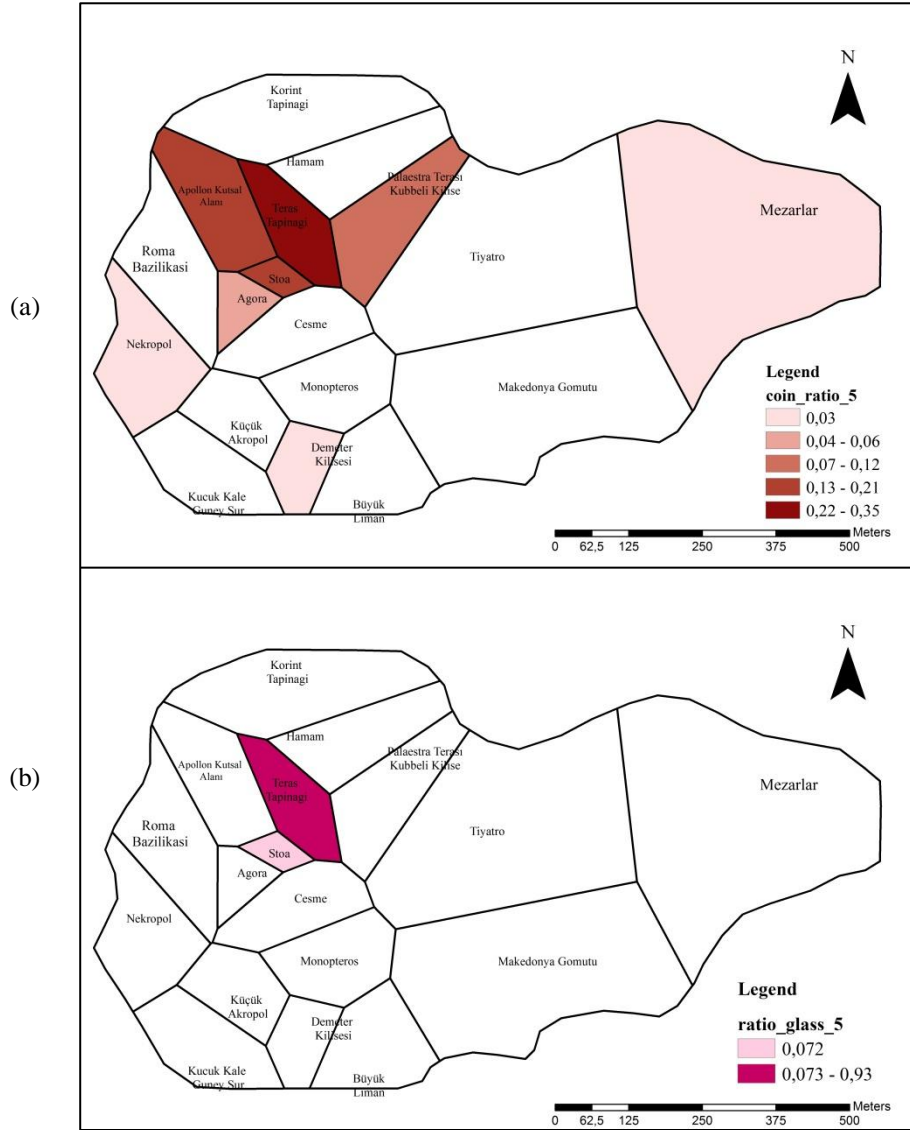 (a)
N
Korint
Tapinagi
Hamam
Palaestra Terası
Kubbeli Kilise
Apollon Kutsal
Alanı
Teras
Tapinagi
Mezarlar
Roma
Bazilikasi
Tiyatro
Stoa
Agora
Cesme
Nekropol
Monopteros
Makedonya Gomutu
Küçük
Akropol
Demeter
Kilisesi
Kucuk Kale
Guney Sur
Büyük
Liman
Legend
coin_ratio_5
0,03
0,04 - 0,06
0,07 - 0,12
0,13 - 0,21
0,22 - 0,35
Meters
0 62,5 125 250 375 500
(b)
N
Korint
Tapinagi
Hamam
Palaestra Terası
Kubbeli Kilise
Apollon Kutsal
Alanı
Teras
Tapinagi
Mezarlar
Roma
Bazilikasi
Tiyatro
Stoa
Agora
Cesme
Nekropol
Monopteros
Makedonya Gomutu
Küçük
Akropol
Demeter
Kilisesi
Kucuk Kale
Guney Sur
Büyük
Liman
Legend
ratio_glass_5
0,072
0,073 - 0,93
Meters
0 62,5 125 250 375 500